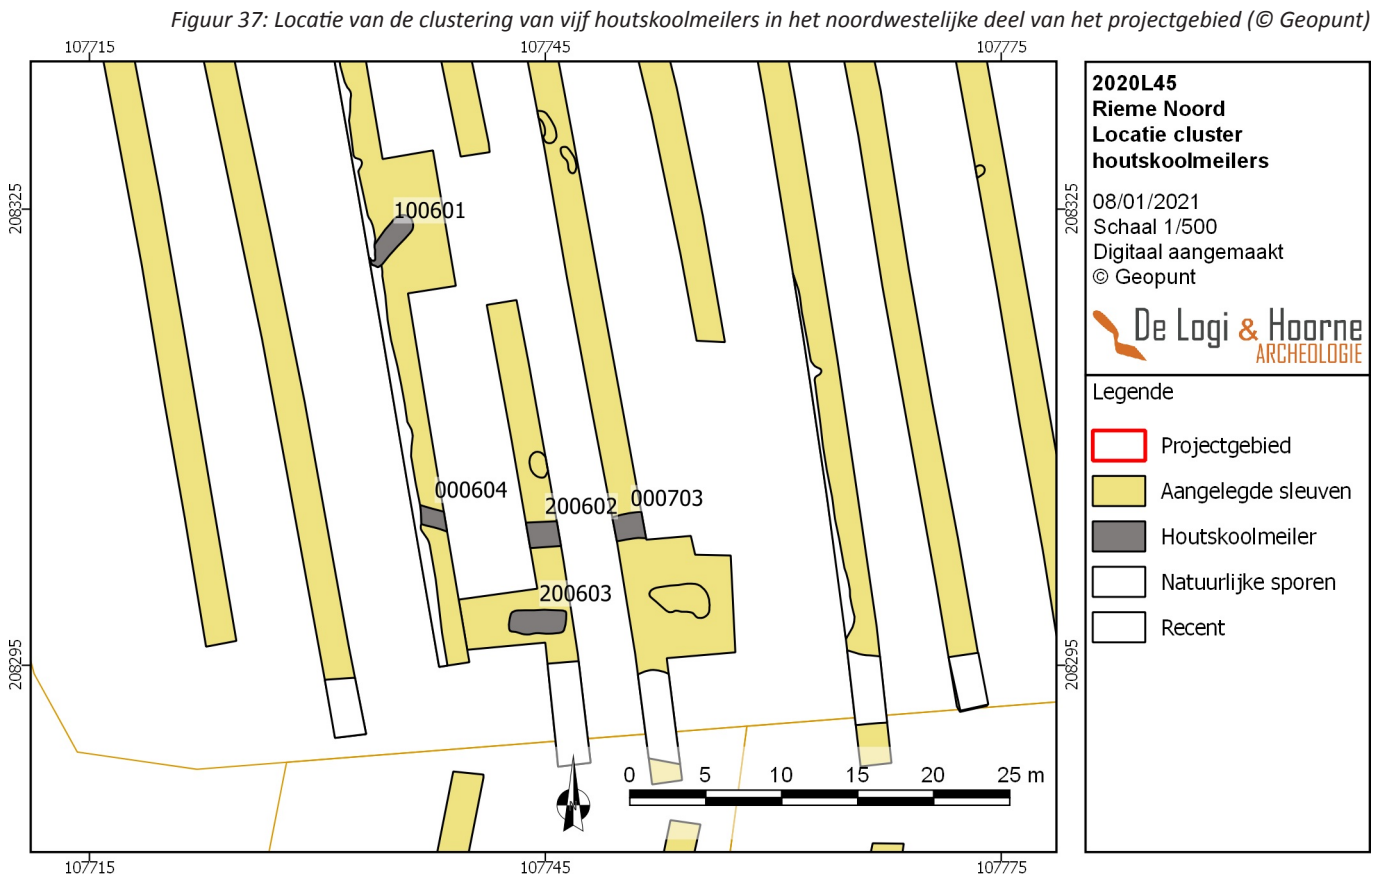 Figuur 37: Locatie van de clustering van vijf houtskoolmeilers in het noordwestelijke deel van het projectgebied (© Geopunt)
107715
107745
107775
208325
208325
208295
208295
100601
000604
200602
000703
200603
0 5 10 15 20 25 m
N
107715
107745
107775
2020L45
Rieme Noord
Locatie cluster
houtskoolmeilers
08/01/2021
Schaal 1/500
Digitaal aangemaakt
© Geopunt
De Logi & Hoorne
ARCHEOLOGIE
Legende
Projectgebied
Aangelegde sleuven
Houtskoolmeiler
Natuurlijke sporen
Recent